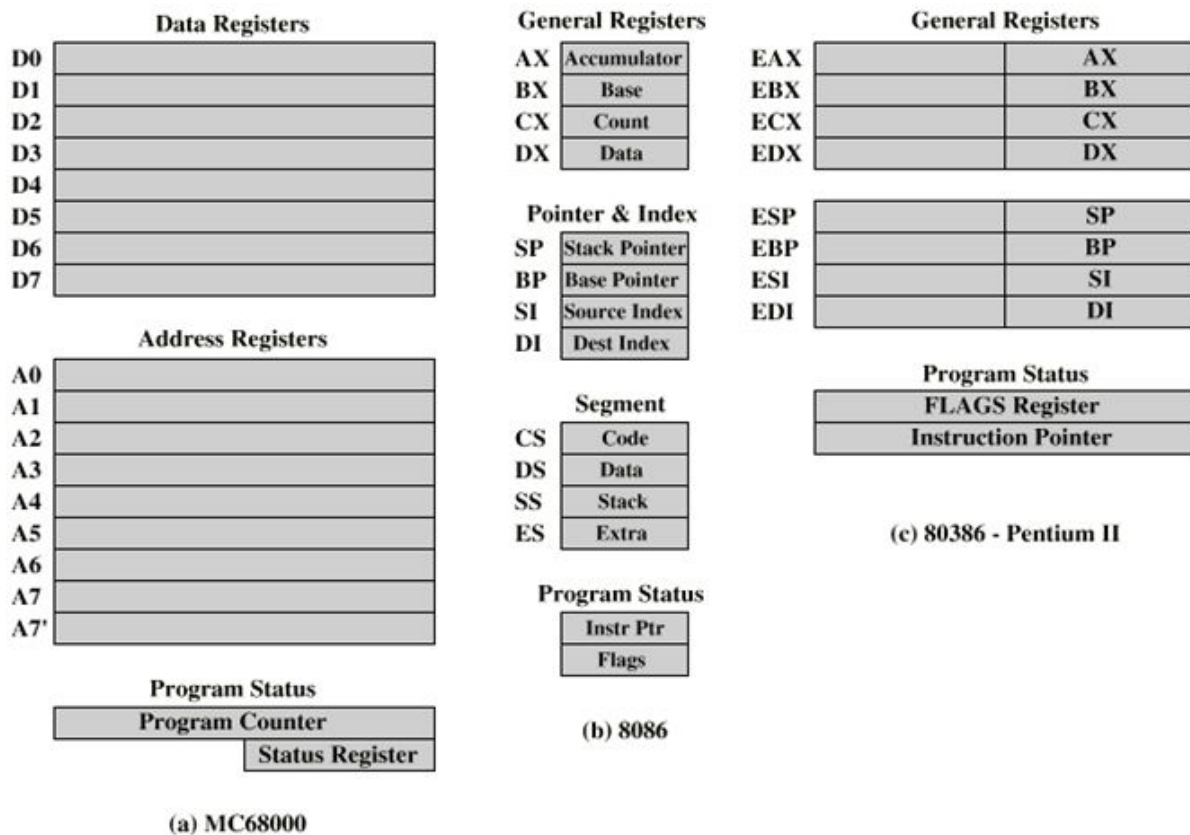 Data Registers
D0
D1
D2
D3
D4
D5
D6
D7
Address Registers
A0
A1
A2
A3
A4
A5
A6
A7
A7'
Program Status
Program Counter
Status Register
(a) MC68000
General Registers
AX Accumulator
BX Base
CX Count
DX Data
Pointer & Index
SP Stack Pointer
BP Base Pointer
SI Source Index
DI Dest Index
Segment
CS Code
DS Data
SS Stack
ES Extra
Program Status
Instr Ptr
Flags
(b) 8086
General Registers
EAX AX
EBX BX
ECX CX
EDX DX
ESP SP
EBP BP
ESI SI
EDI DI
Program Status
FLAGS Register
Instruction Pointer
(c) 80386 - Pentium II